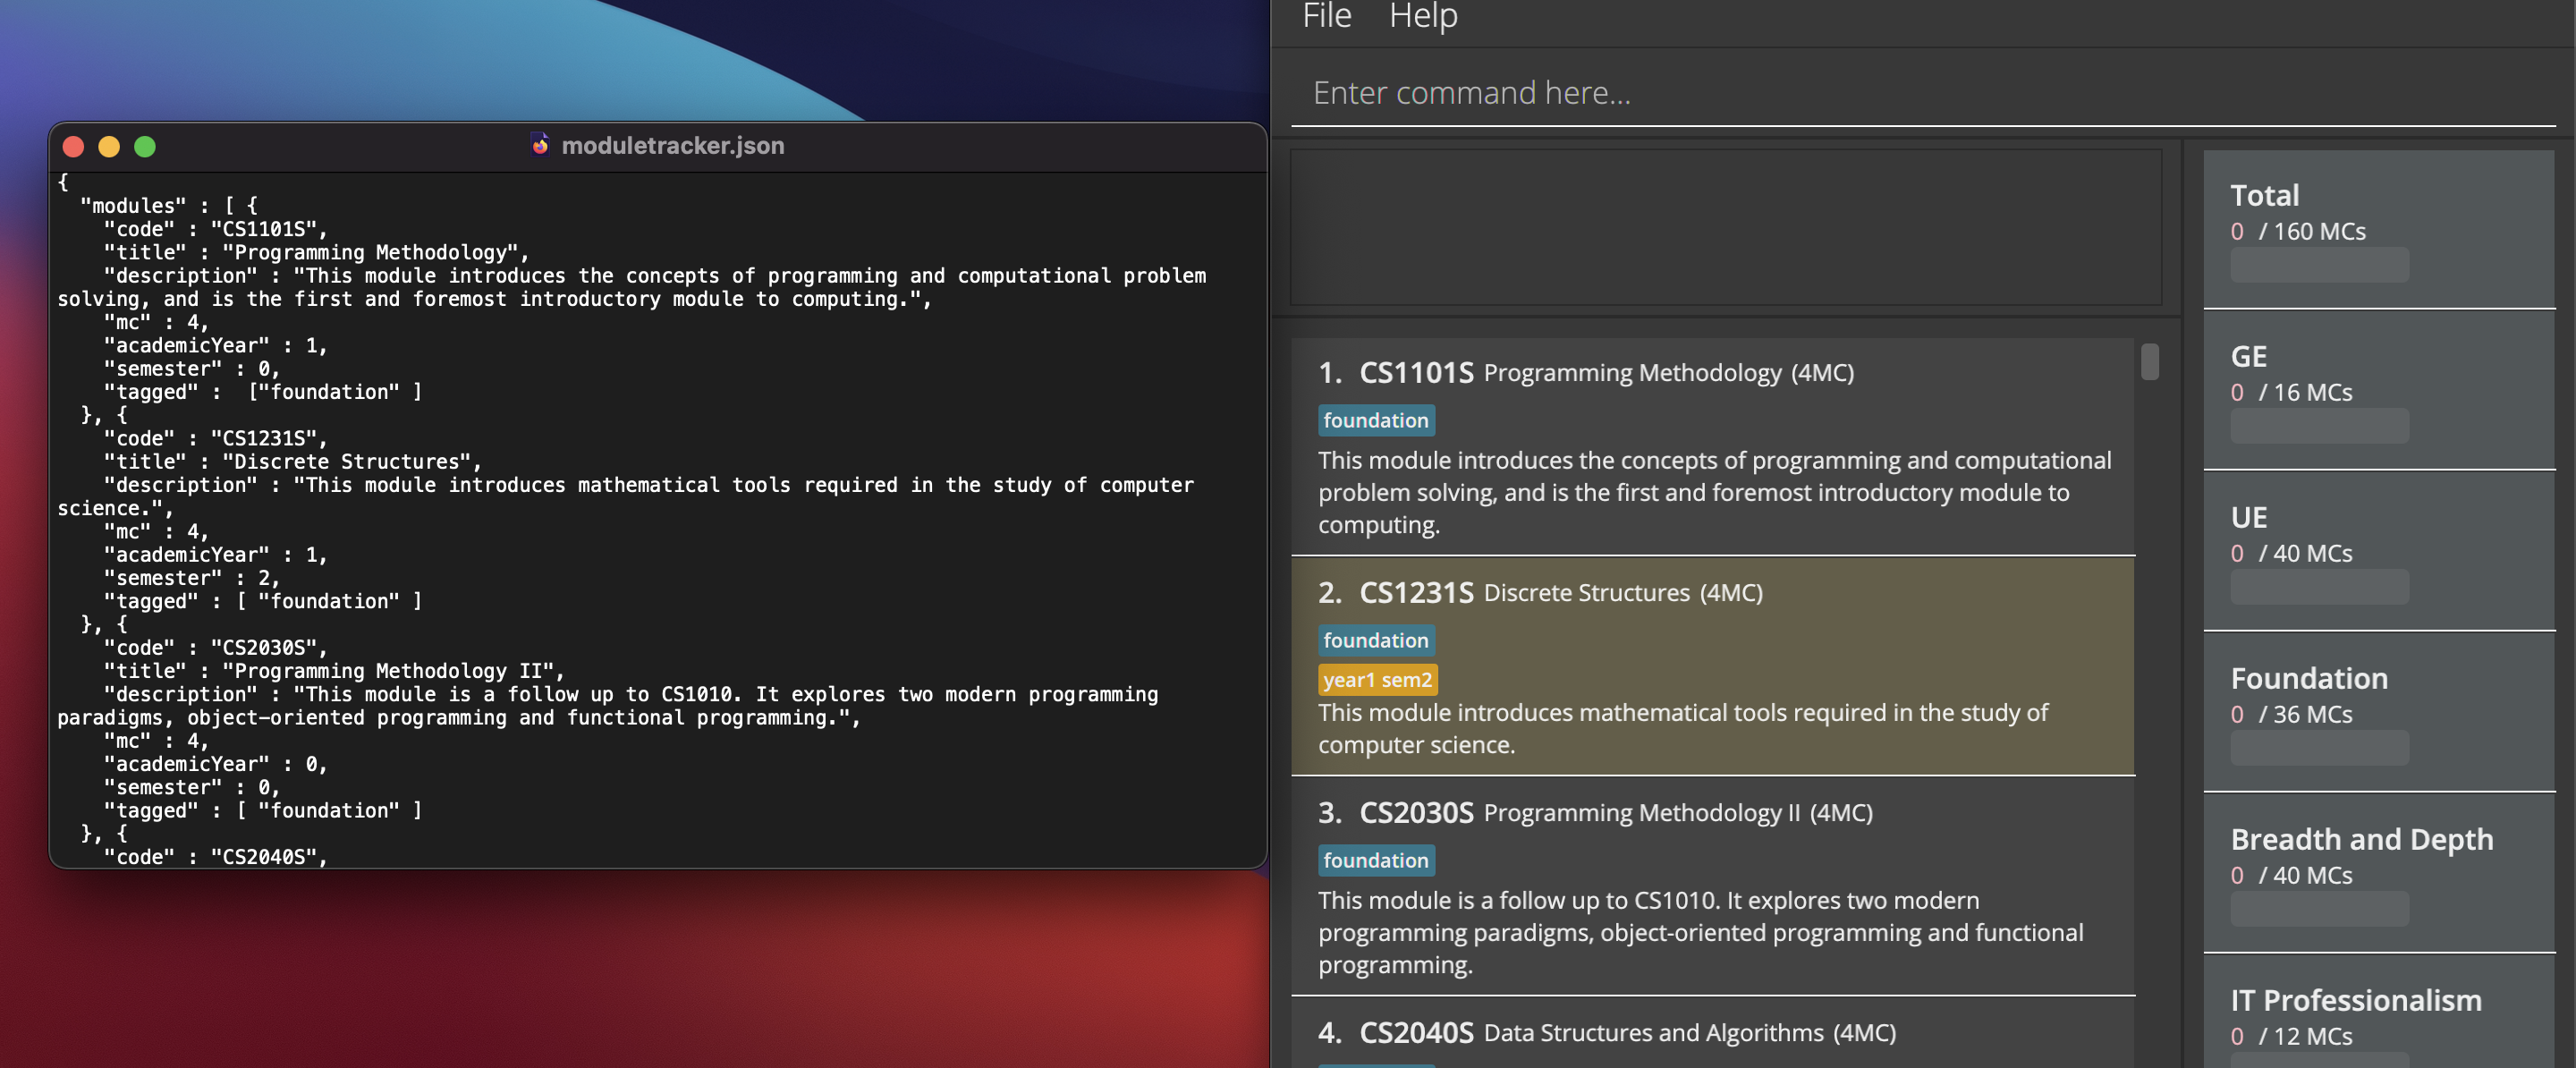 moduletracker.json
{
  "modules" : [ {
    "code" : "CS1101S",
    "title" : "Programming Methodology",
    "description" : "This module introduces the concepts of programming and computational problem
solving, and is the first and foremost introductory module to computing.",
    "mc" : 4,
    "academicYear" : 1,
    "semester" : 0,
    "tagged" :  ["foundation" ]
  }, {
    "code" : "CS1231S",
    "title" : "Discrete Structures",
    "description" : "This module introduces mathematical tools required in the study of computer
science.",
    "mc" : 4,
    "academicYear" : 1,
    "semester" : 2,
    "tagged" : [ "foundation" ]
  }, {
    "code" : "CS2030S",
    "title" : "Programming Methodology II",
    "description" : "This module is a follow up to CS1010. It explores two modern programming
paradigms, object-oriented programming and functional programming.",
    "mc" : 4,
    "academicYear" : 0,
    "semester" : 0,
    "tagged" : [ "foundation" ]
  }, {
    "code" : "CS2040S",
File Help
Enter command here...
1. CS1101S Programming Methodology (4MC)
foundation
This module introduces the concepts of programming and computational
problem solving, and is the first and foremost introductory module to
computing.
2. CS1231S Discrete Structures (4MC)
foundation
year1 sem2
This module introduces mathematical tools required in the study of
computer science.
3. CS2030S Programming Methodology II (4MC)
foundation
This module is a follow up to CS1010. It explores two modern
programming paradigms, object-oriented programming and functional
programming.
4. CS2040S Data Structures and Algorithms (4MC)
Total
0 / 160 MCs
GE
0 / 16 MCs
UE
0 / 40 MCs
Foundation
0 / 36 MCs
Breadth and Depth
0 / 40 MCs
IT Professionalism
0 / 12 MCs